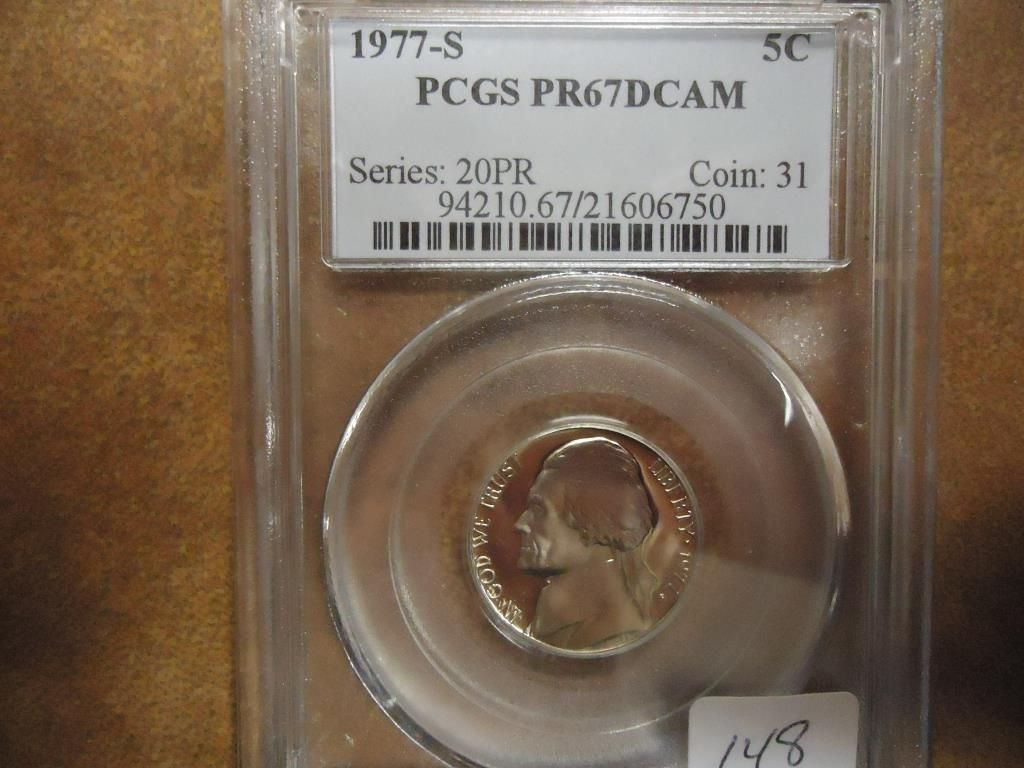 1977-S 5C
PCGS PR67DCAM
Series: 20PR Coin: 31
94210.67/21606750
IN GOD WE TRUST
LIBERTY
148